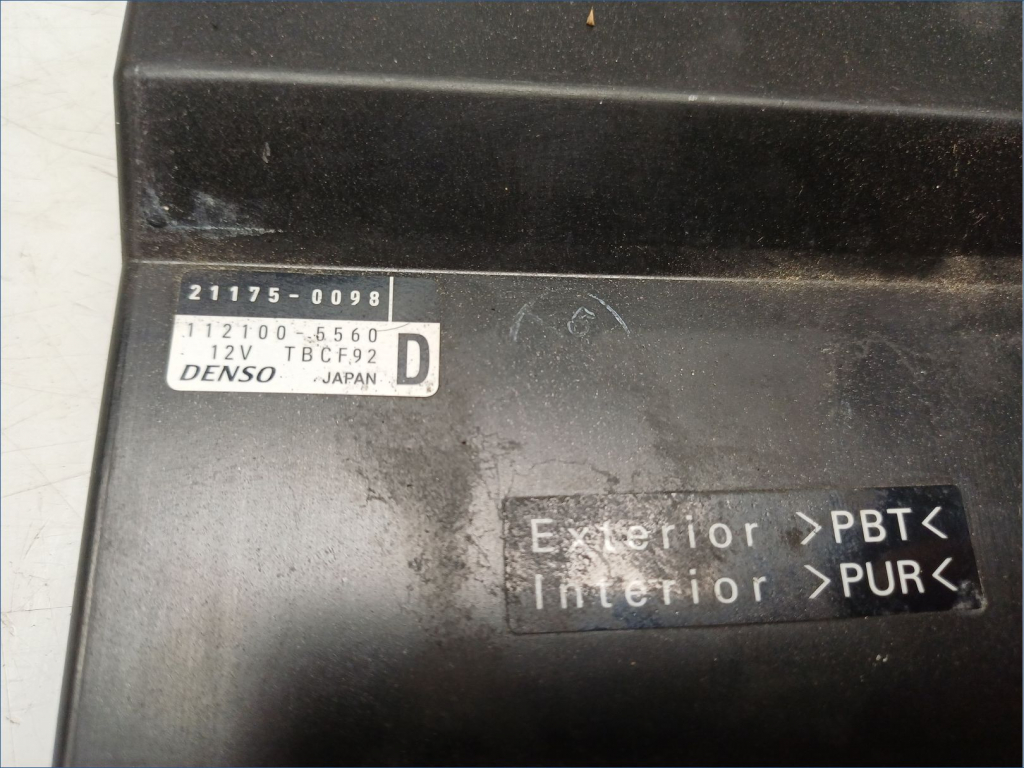 21175-0098
112100-5560
12V TBCF92
D
DENSO JAPAN
Exterior >PBT<
Interior >PUR<